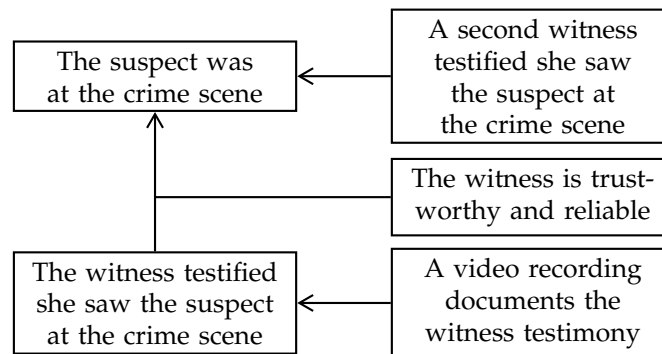 The suspect was
at the crime scene
A second witness
testified she saw
the suspect at
the crime scene
The witness is trust-
worthy and reliable
The witness testified
she saw the suspect
at the crime scene
A video recording
documents the
witness testimony